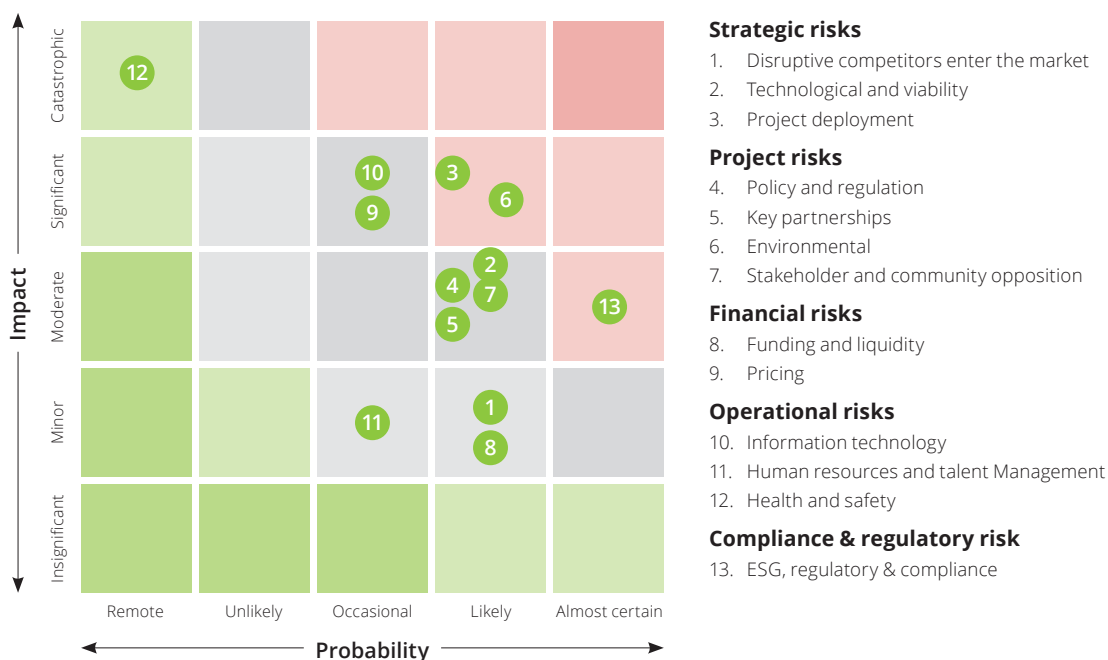 Impact
Catastrophic
Significant
Moderate
Minor
Insignificant
12
10
3
9
6
2
4
7
5
13
11
1
8
Remote
Unlikely
Occasional
Likely
Almost certain
Probability
Strategic risks
1. Disruptive competitors enter the market
2. Technological and viability
3. Project deployment
Project risks
4. Policy and regulation
5. Key partnerships
6. Environmental
7. Stakeholder and community opposition
Financial risks
8. Funding and liquidity
9. Pricing
Operational risks
10. Information technology
11. Human resources and talent Management
12. Health and safety
Compliance & regulatory risk
13. ESG, regulatory & compliance